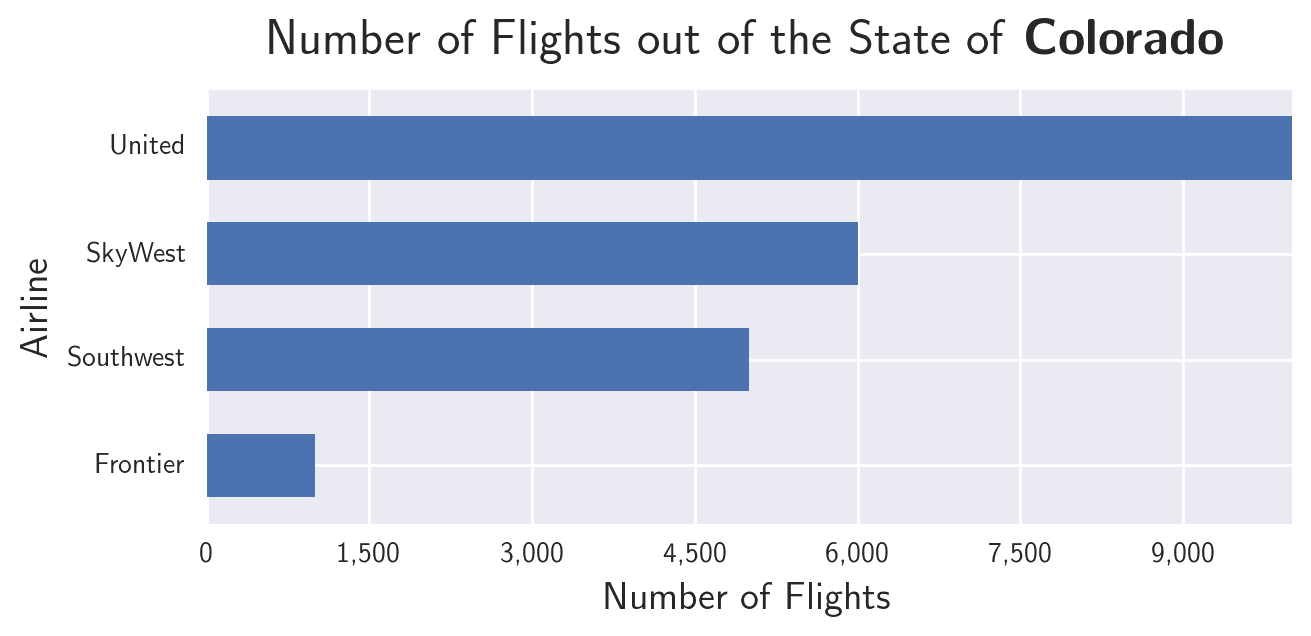 Number of Flights out of the State of Colorado
United
SkyWest
Southwest
Frontier
Airline
0 1,500 3,000 4,500 6,000 7,500 9,000
Number of Flights